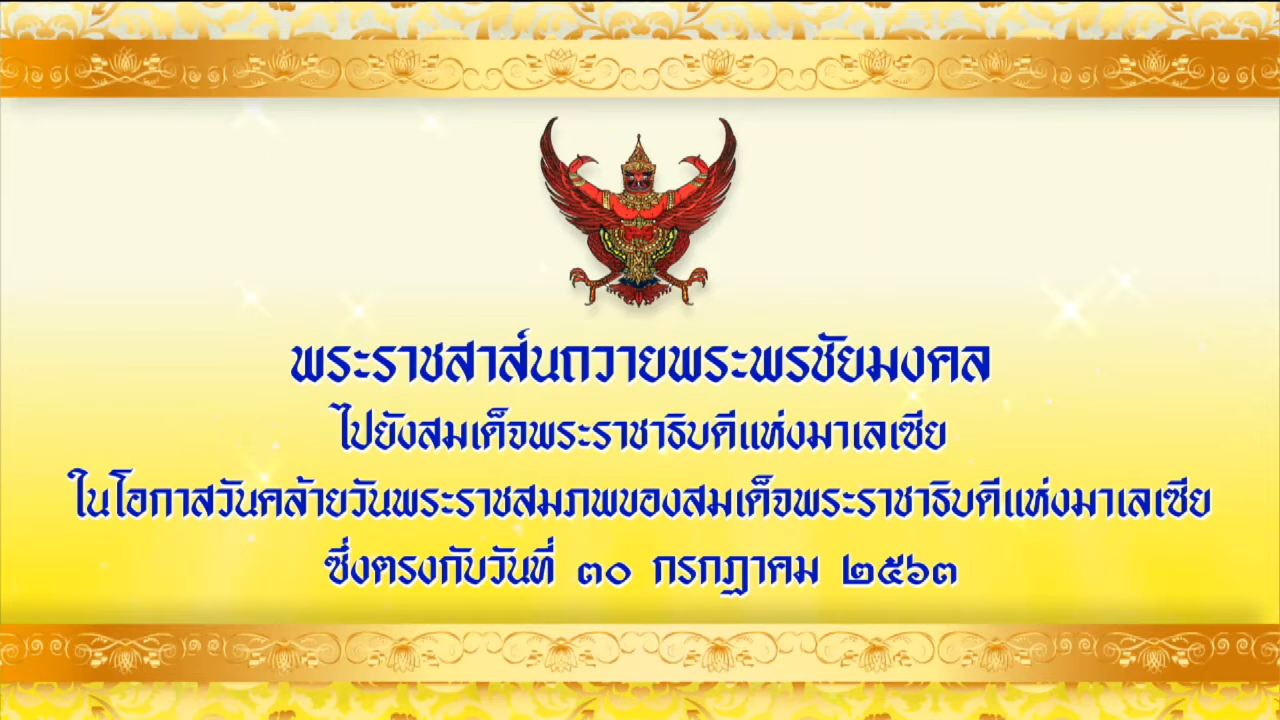 พระราชสาส์นถวายพระพรชัยมงคล
ไปยังสมเด็จพระราชาธิบดีแห่งมาเลเซีย
ในโอกาสวันคล้ายวันพระราชสมภพของสมเด็จพระราชาธิบดีแห่งมาเลเซีย
ซึ่งตรงกับวันที่ ๓๐ กรกฎาคม ๒๕๖๓